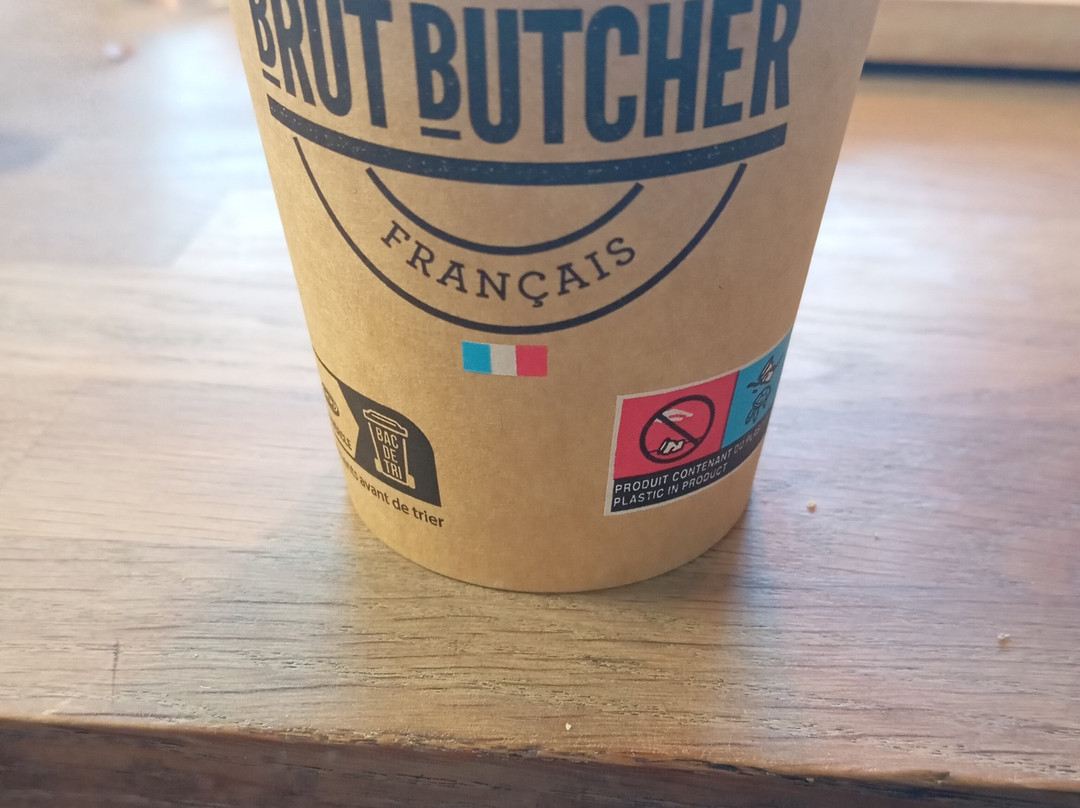 BRUT BUTCHER
FRANÇAIS
BAC
DE
TRI
avant de trier
PRODUIT CONTENANT DU
PLASTIC IN PRODUCT